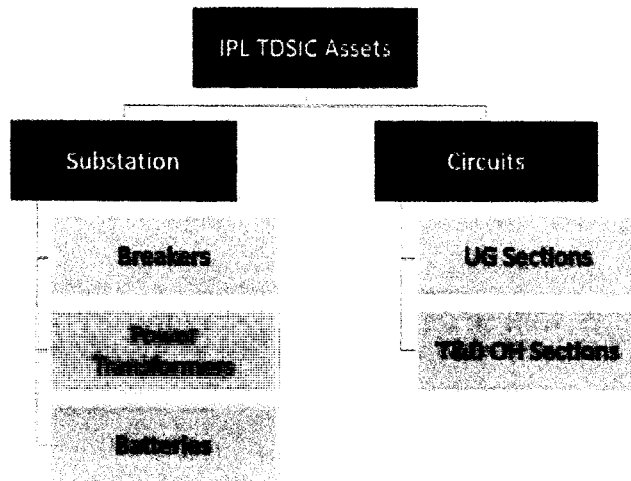 IPL TDSIC Assets
Substation
Circuits
Breakers
UG Sections
Power
Transformers
T&D OH Sections
Batteries